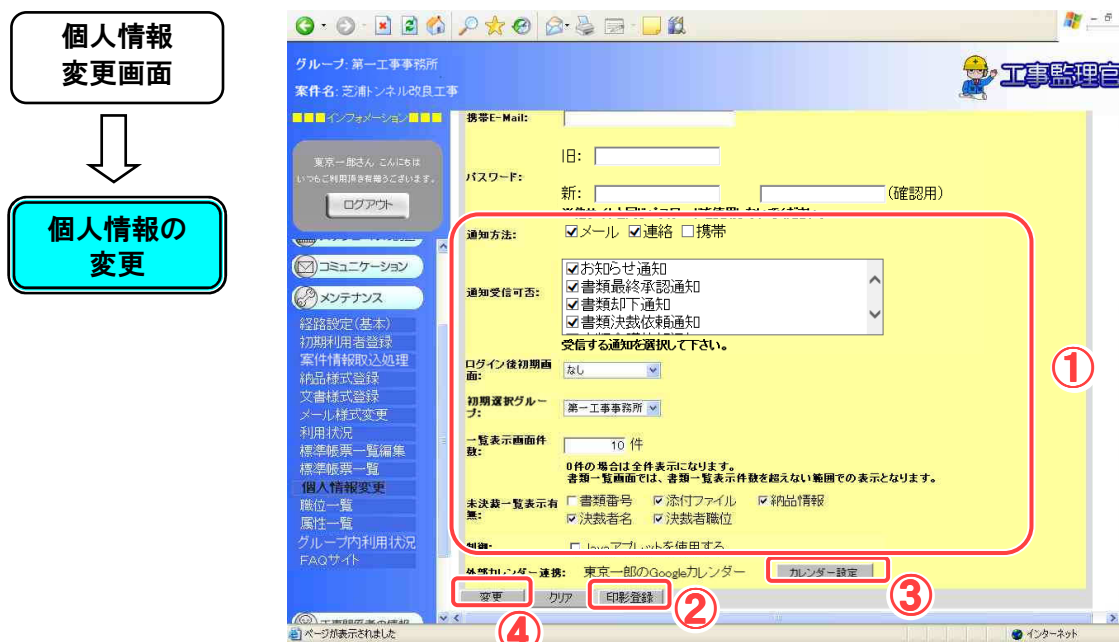 個人情報
変更画面
個人情報の
変更
グループ: 第一工事事務所
案件名: 芝浦トンネル改良工事
工事監理官
インフォメーション
東京一郎さん こんにちは
いつもご利用頂き有難うございます。
ログアウト
コミュニケーション
メンテナンス
経路設定(基本)
初期利用者登録
案件情報取込処理
納品様式登録
文書様式登録
メール様式変更
利用状況
標準帳票一覧編集
標準帳票一覧
個人情報変更
職位一覧
属性一覧
グループ内利用状況
FAQサイト
携帯E-Mail:
パスワード:
旧:
新:
(確認用)
通知方法:
メール 連絡 携帯
通知受信可否:
お知らせ通知
書類最終承認通知
書類却下通知
書類決裁依頼通知
受信する通知を選択して下さい。
ログイン後初期画
面:
なし
初期選択グルー
プ:
第一工事事務所
一覧表示画面件
数:
10 件
0件の場合は全件表示になります。
書類一覧画面では、書類一覧表示件数を超えない範囲での表示となります。
未決裁一覧表示有
無:
書類番号 添付ファイル 納品情報
決裁者名 決裁者職位
制御:
Javaアプレットを使用する
外部カレンダー連携: 東京一郎のGoogleカレンダー カレンダー設定
変更 クリア 印影登録
①
②
③
④
ページが表示されました
インターネット